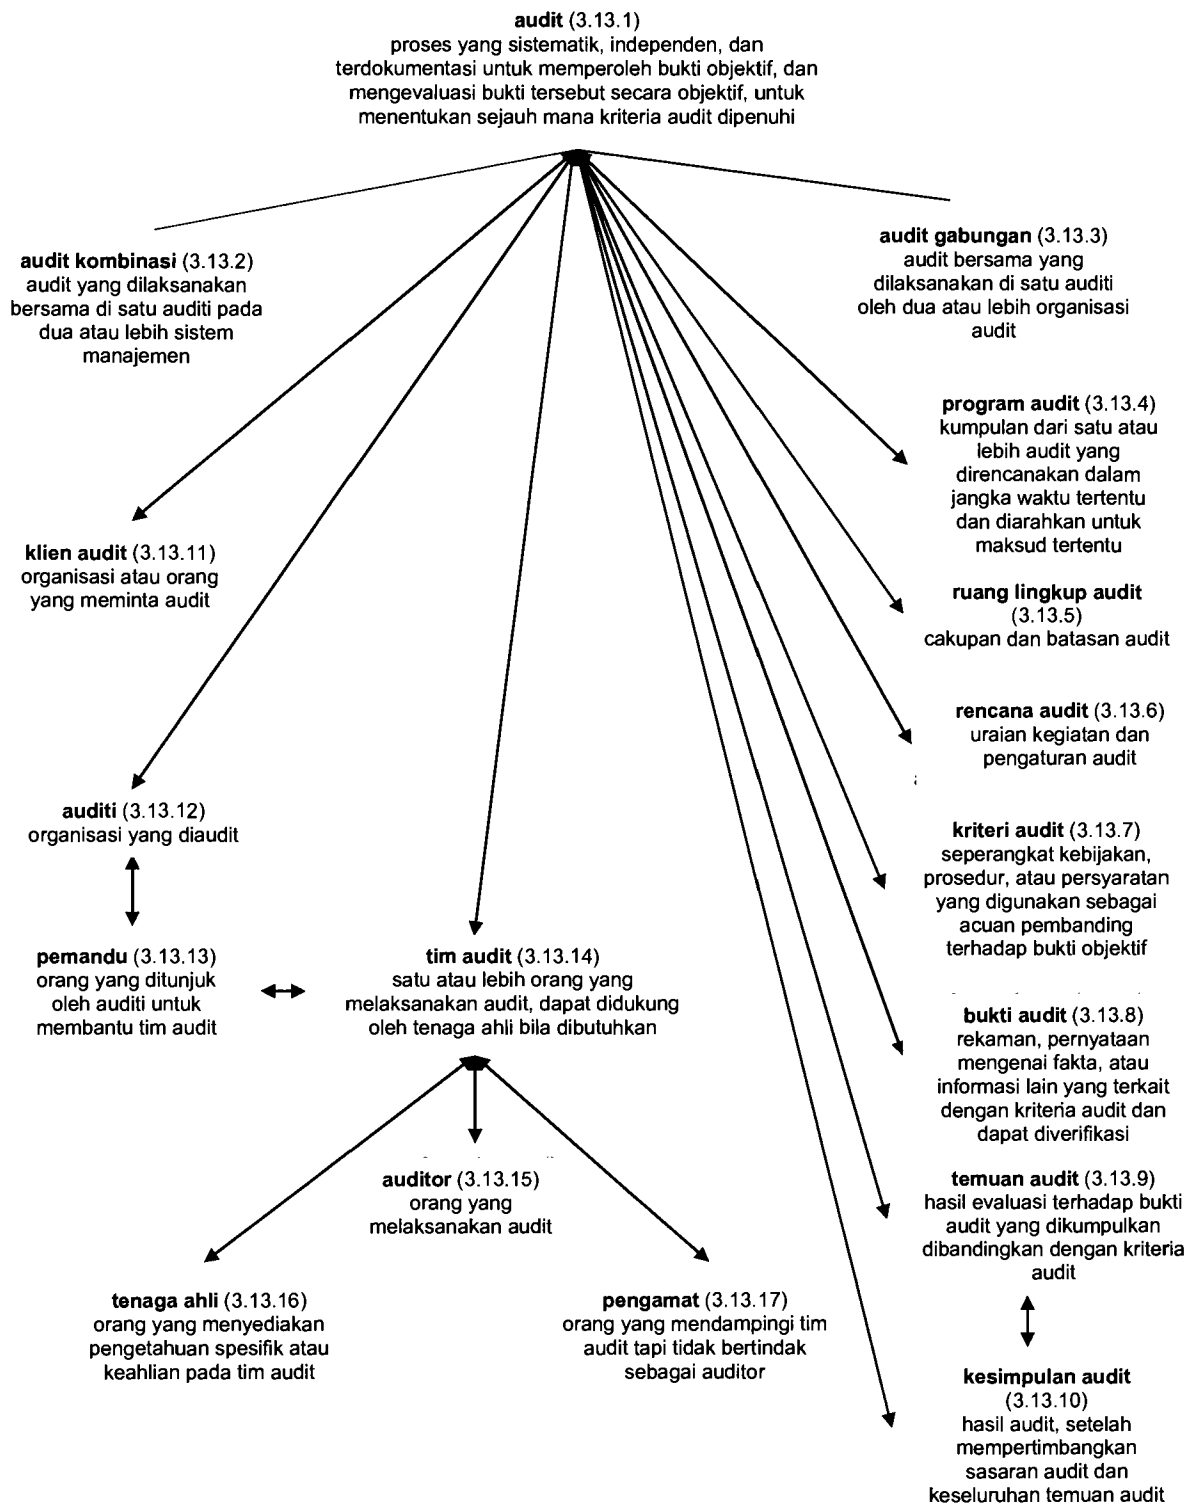 audit (3.13.1)
proses yang sistematik, independen, dan
terdokumentasi untuk memperoleh bukti objektif, dan
mengevaluasi bukti tersebut secara objektif, untuk
menentukan sejauh mana kriteria audit dipenuhi
audit kombinasi (3.13.2)
audit yang dilaksanakan
bersama di satu auditi pada
dua atau lebih sistem
manajemen
audit gabungan (3.13.3)
audit bersama yang
dilaksanakan di satu auditi
oleh dua atau lebih organisasi
audit
program audit (3.13.4)
kumpulan dari satu atau
lebih audit yang
direncanakan dalam
jangka waktu tertentu
dan diarahkan untuk
maksud tertentu
klien audit (3.13.11)
organisasi atau orang
yang meminta audit
ruang lingkup audit
(3.13.5)
cakupan dan batasan audit
rencana audit (3.13.6)
uraian kegiatan dan
pengaturan audit
auditi (3.13.12)
organisasi yang diaudit
kriteri audit (3.13.7)
seperangkat kebijakan,
prosedur, atau persyaratan
yang digunakan sebagai
acuan pembanding
terhadap bukti objektif
pemandu (3.13.13)
orang yang ditunjuk
oleh auditi untuk
membantu tim audit
tim audit (3.13.14)
satu atau lebih orang yang
melaksanakan audit, dapat didukung
oleh tenaga ahli bila dibutuhkan
bukti audit (3.13.8)
rekaman, pernyataan
mengenai fakta, atau
informasi lain yang terkait
dengan kriteria audit dan
dapat diverifikasi
auditor (3.13.15)
orang yang
melaksanakan audit
temuan audit (3.13.9)
hasil evaluasi terhadap bukti
audit yang dikumpulkan
dibandingkan dengan kriteria
audit
tenaga ahli (3.13.16)
orang yang menyediakan
pengetahuan spesifik atau
keahlian pada tim audit
pengamat (3.13.17)
orang yang mendampingi tim
audit tapi tidak bertindak
sebagai auditor
kesimpulan audit
(3.13.10)
hasil audit, setelah
mempertimbangkan
sasaran audit dan
keseluruhan temuan audit